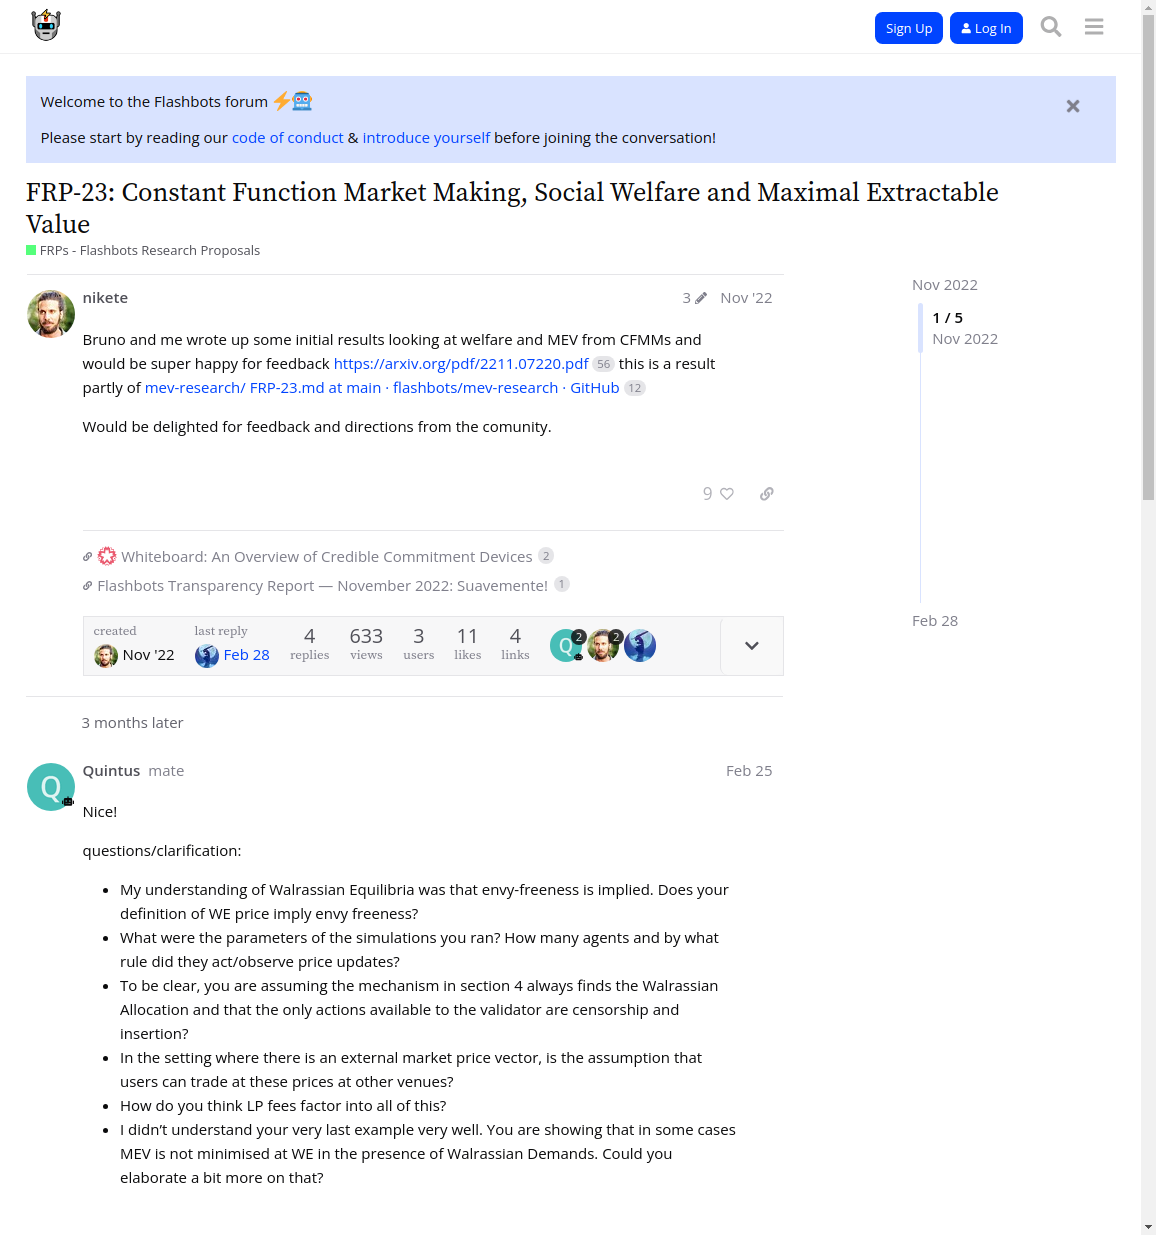 Sign Up
Log In
Welcome to the Flashbots forum
Please start by reading our code of conduct & introduce yourself before joining the conversation!
FRP-23: Constant Function Market Making, Social Welfare and Maximal Extractable
Value
FRPs - Flashbots Research Proposals
nikete 3 Nov '22
Bruno and me wrote up some initial results looking at welfare and MEV from CFMMs and
would be super happy for feedback https://arxiv.org/pdf/2211.07220.pdf 56 this is a result
partly of mev-research/ FRP-23.md at main · flashbots/mev-research · GitHub 12
Would be delighted for feedback and directions from the comunity.
9
Whiteboard: An Overview of Credible Commitment Devices 2
Flashbots Transparency Report — November 2022: Suavemente! 1
created
Nov '22
last reply
Feb 28
4
replies
633
views
3
users
11
likes
4
links
Q 2
2
3 months later
Q
Quintus mate Feb 25
Nice!
questions/clarification:
• My understanding of Walrassian Equilibria was that envy-freeness is implied. Does your
definition of WE price imply envy freeness?
• What were the parameters of the simulations you ran? How many agents and by what
rule did they act/observe price updates?
• To be clear, you are assuming the mechanism in section 4 always finds the Walrassian
Allocation and that the only actions available to the validator are censorship and
insertion?
• In the setting where there is an external market price vector, is the assumption that
users can trade at these prices at other venues?
• How do you think LP fees factor into all of this?
• I didn’t understand your very last example very well. You are showing that in some cases
MEV is not minimised at WE in the presence of Walrassian Demands. Could you
elaborate a bit more on that?
Nov 2022
1 / 5
Nov 2022
Feb 28